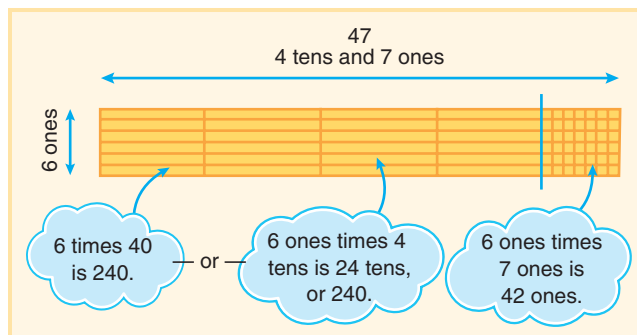 47
4 tens and 7 ones
6 ones
6 times 40
is 240.
— or —
6 ones times 4
tens is 24 tens,
or 240.
6 ones times
7 ones is
42 ones.